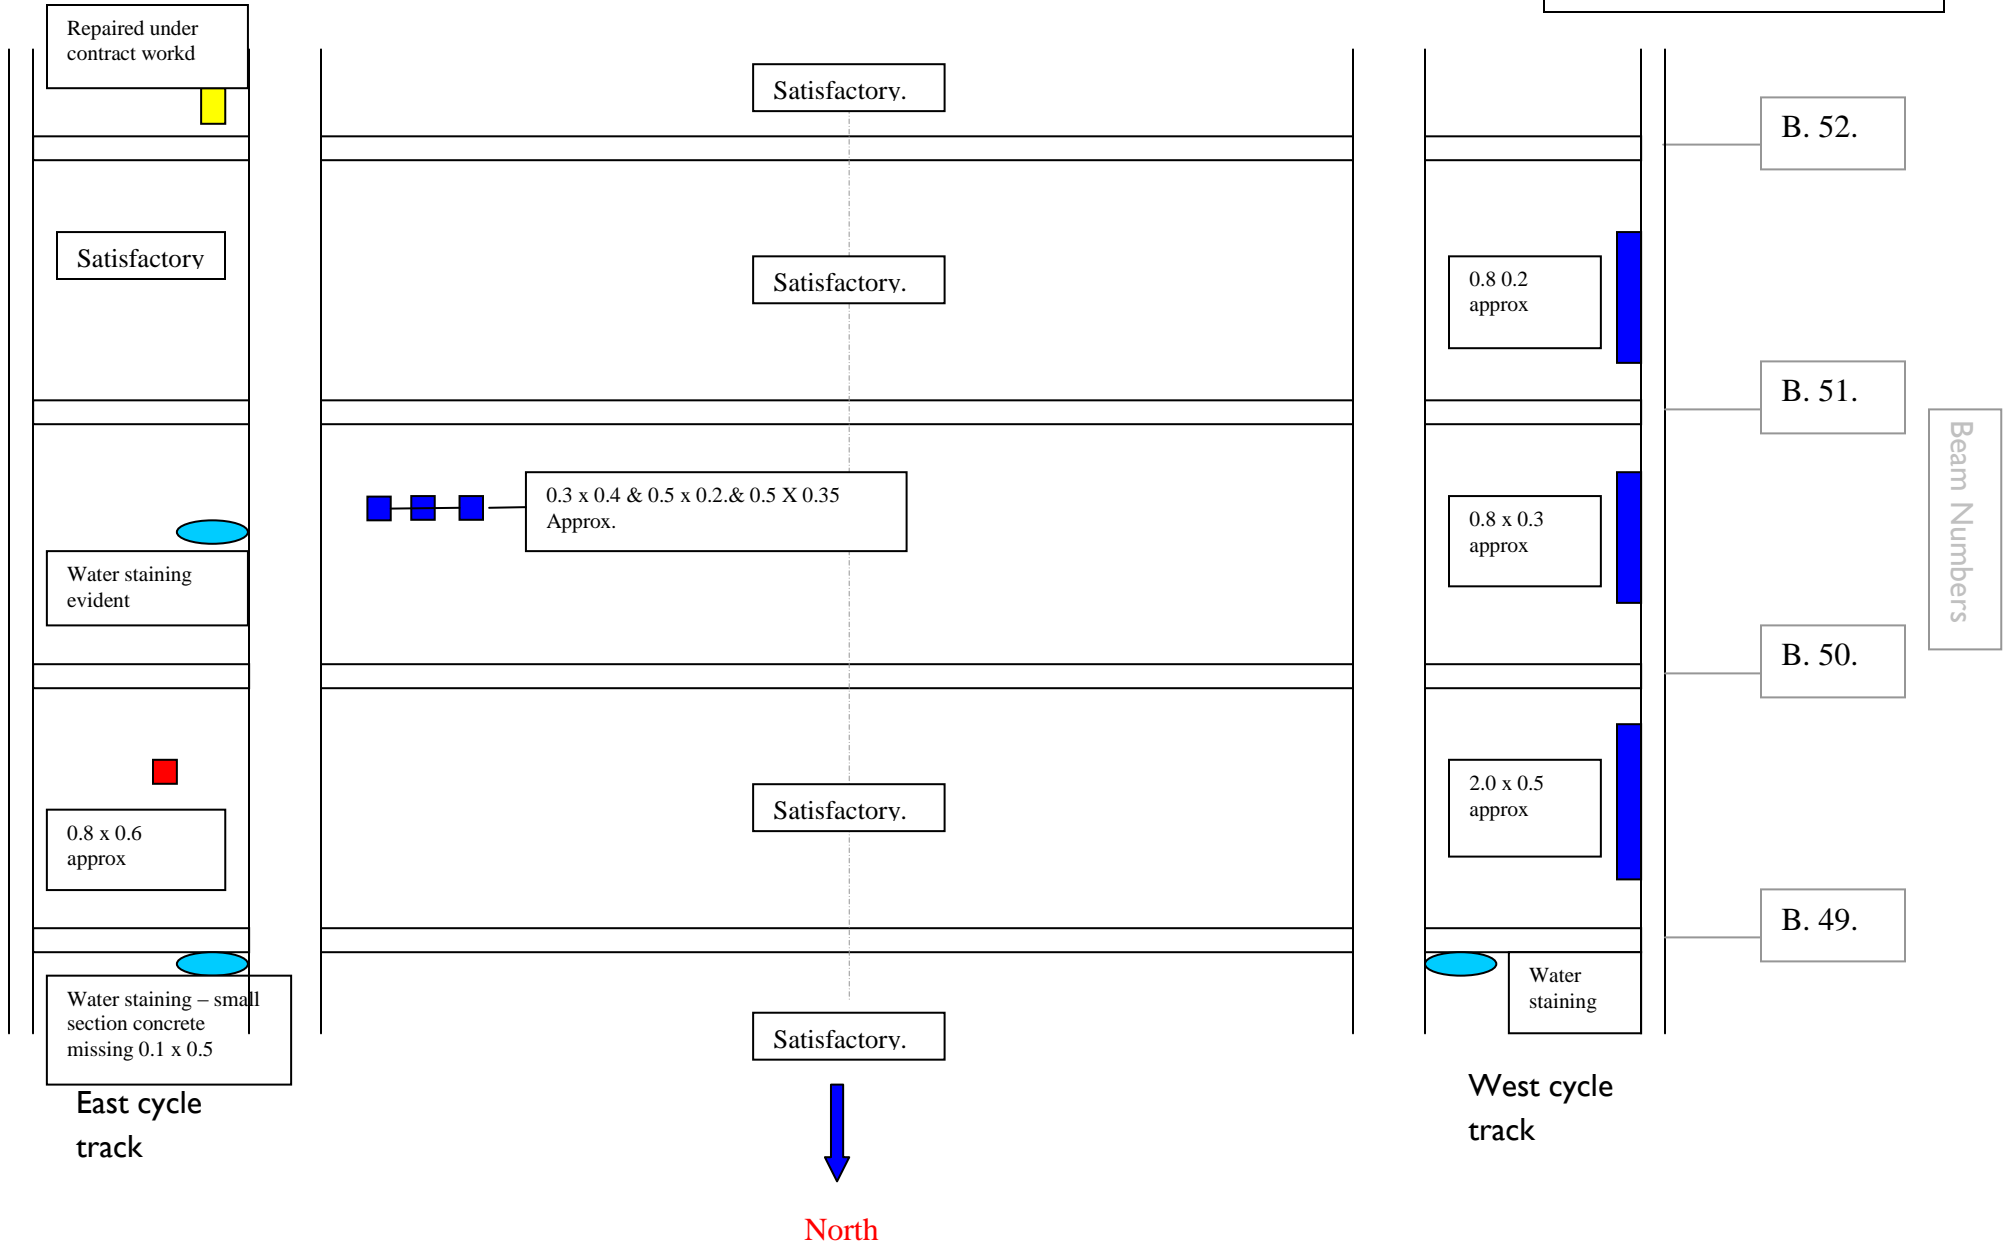 Repaired under
contract workd
Satisfactory.
B. 52.
Satisfactory
Satisfactory.
0.8 0.2
approx
B. 51.
Beam Numbers
0.3 x 0.4 & 0.5 x 0.2.& 0.5 X 0.35
Approx.
0.8 x 0.3
approx
Water staining
evident
B. 50.
Satisfactory.
2.0 x 0.5
approx
0.8 x 0.6
approx
B. 49.
Water staining – small
section concrete
missing 0.1 x 0.5
Water
staining
Satisfactory.
East cycle
track
West cycle
track
North